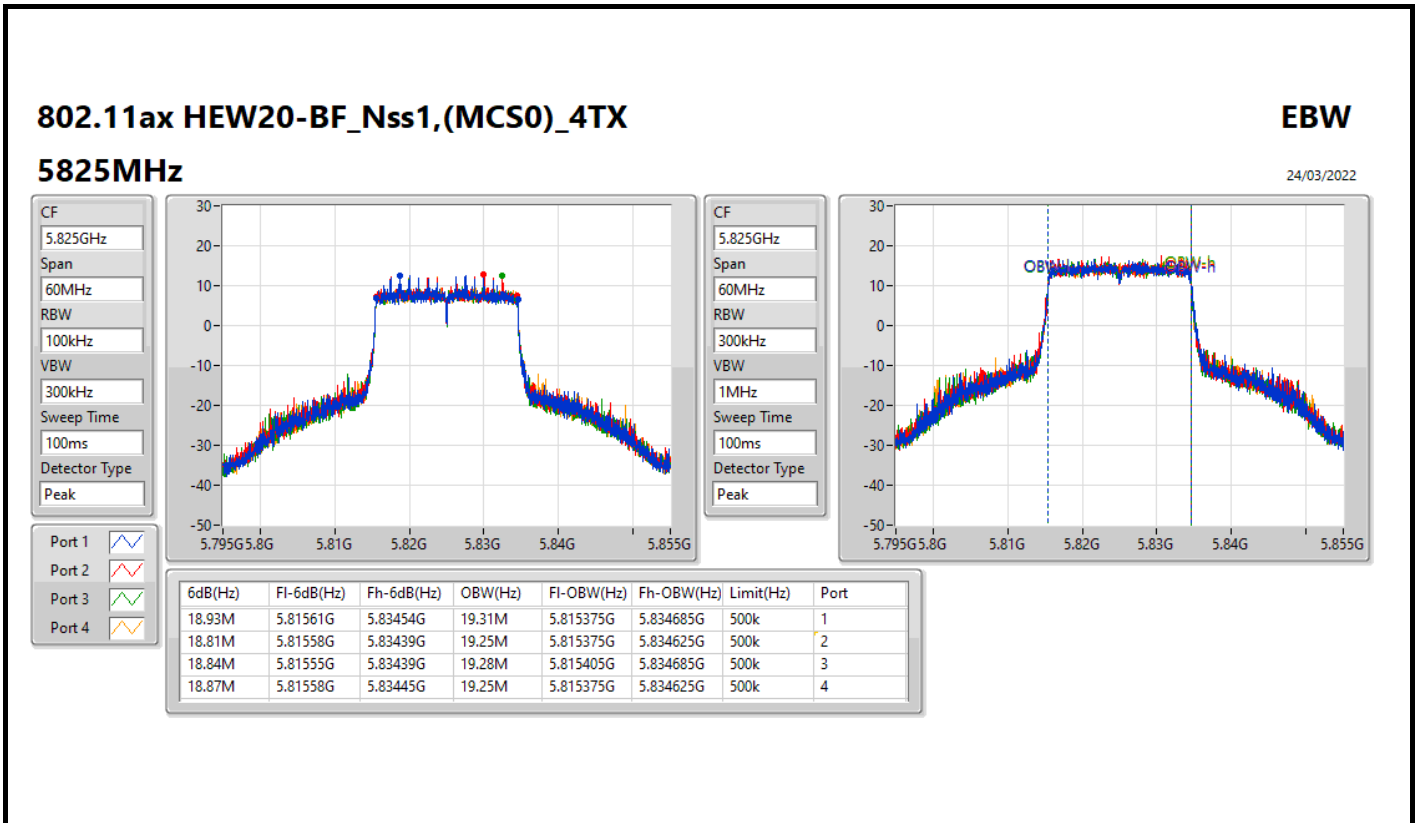 802.11ax HEW20-BF_Nss1,(MCS0)_4TX EBW
5825MHz 24/03/2022
CF
5.825GHz
Span
60MHz
RBW
100kHz
VBW
300kHz
Sweep Time
100ms
Detector Type
Peak
30
20
10
0
-10
-20
-30
-40
-50
5.795G 5.8G 5.81G 5.82G 5.83G 5.84G 5.855G
CF
5.825GHz
Span
60MHz
RBW
300kHz
VBW
1MHz
Sweep Time
100ms
Detector Type
Peak
30
20
10
0
-10
-20
-30
-40
-50
OBW-h
5.795G 5.8G 5.81G 5.82G 5.83G 5.84G 5.855G
Port 1
Port 2
Port 3
Port 4
6dB(Hz) Fl-6dB(Hz) Fh-6dB(Hz) OBW(Hz) Fl-OBW(Hz) Fh-OBW(Hz) Limit(Hz) Port
18.93M 5.81561G 5.83454G 19.31M 5.815375G 5.834685G 500k 1
18.81M 5.81558G 5.83439G 19.25M 5.815375G 5.834625G 500k 2
18.84M 5.81555G 5.83439G 19.28M 5.815405G 5.834685G 500k 3
18.87M 5.81558G 5.83445G 19.25M 5.815375G 5.834625G 500k 4